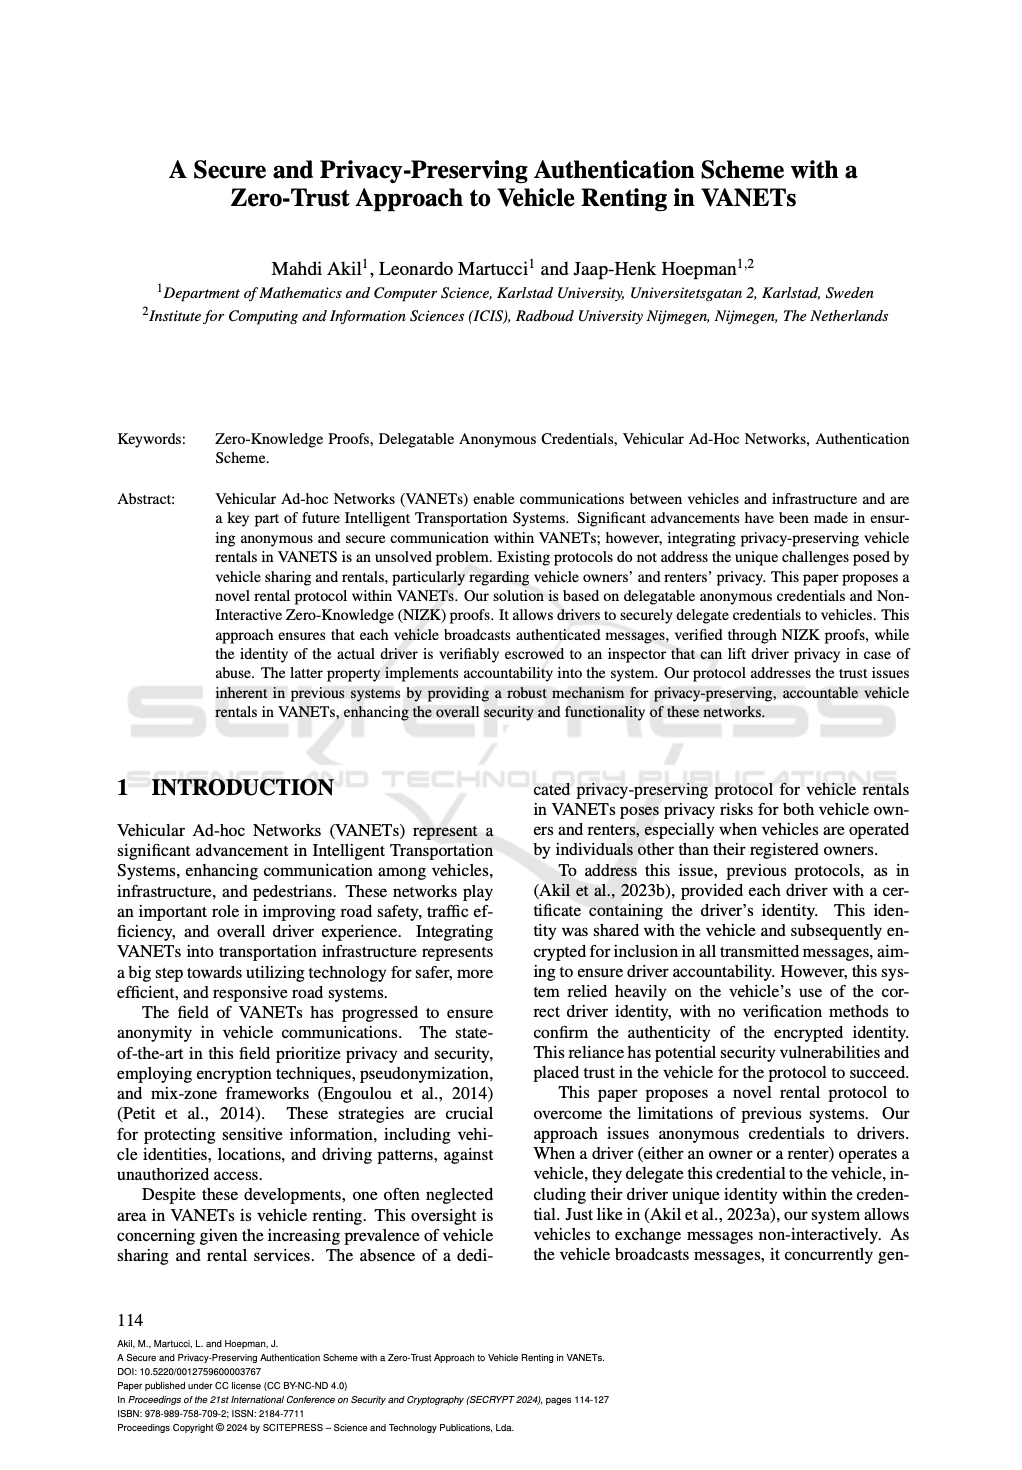 A Secure and Privacy-Preserving Authentication Scheme with a
Zero-Trust Approach to Vehicle Renting in VANETs
Mahdi Akil1, Leonardo Martucci1 and Jaap-Henk Hoepman1,2
1Department of Mathematics and Computer Science, Karlstad University, Universitetsgatan 2, Karlstad, Sweden
2Institute for Computing and Information Sciences (ICIS), Radboud University Nijmegen, Nijmegen, The Netherlands
Keywords: Zero-Knowledge Proofs, Delegatable Anonymous Credentials, Vehicular Ad-Hoc Networks, Authentication
Scheme.
Abstract: Vehicular Ad-hoc Networks (VANETs) enable communications between vehicles and infrastructure and are
a key part of future Intelligent Transportation Systems. Significant advancements have been made in ensur-
ing anonymous and secure communication within VANETs; however, integrating privacy-preserving vehicle
rentals in VANETS is an unsolved problem. Existing protocols do not address the unique challenges posed by
vehicle sharing and rentals, particularly regarding vehicle owners' and renters' privacy. This paper proposes a
novel rental protocol within VANETs. Our solution is based on delegatable anonymous credentials and Non-
Interactive Zero-Knowledge (NIZK) proofs. It allows drivers to securely delegate credentials to vehicles. This
approach ensures that each vehicle broadcasts authenticated messages, verified through NIZK proofs, while
the identity of the actual driver is verifiably escrowed to an inspector that can lift driver privacy in case of
abuse. The latter property implements accountability into the system. Our protocol addresses the trust issues
inherent in previous systems by providing a robust mechanism for privacy-preserving, accountable vehicle
rentals in VANETs, enhancing the overall security and functionality of these networks.
SCITEPRESS
SCIENCE AND TECHNOLOGY PUBLICATIONS
1 INTRODUCTION
Vehicular Ad-hoc Networks (VANETs) represent a
significant advancement in Intelligent Transportation
Systems, enhancing communication among vehicles,
infrastructure, and pedestrians. These networks play
an important role in improving road safety, traffic ef-
ficiency, and overall driver experience. Integrating
VANETs into transportation infrastructure represents
a big step towards utilizing technology for safer, more
efficient, and responsive road systems.
The field of VANETs has progressed to ensure
anonymity in vehicle communications. The state-
of-the-art in this field prioritize privacy and security,
employing encryption techniques, pseudonymization,
and mix-zone frameworks (Engoulou et al., 2014)
(Petit et al., 2014). These strategies are crucial
for protecting sensitive information, including vehi-
cle identities, locations, and driving patterns, against
unauthorized access.
Despite these developments, one often neglected
area in VANETs is vehicle renting. This oversight is
concerning given the increasing prevalence of vehicle
sharing and rental services. The absence of a dedi-
cated privacy-preserving protocol for vehicle rentals
in VANETs poses privacy risks for both vehicle own-
ers and renters, especially when vehicles are operated
by individuals other than their registered owners.
To address this issue, previous protocols, as in
(Akil et al., 2023b), provided each driver with a cer-
tificate containing the driver's identity. This iden-
tity was shared with the vehicle and subsequently en-
crypted for inclusion in all transmitted messages, aim-
ing to ensure driver accountability. However, this sys-
tem relied heavily on the vehicle's use of the cor-
rect driver identity, with no verification methods to
confirm the authenticity of the encrypted identity.
This reliance has potential security vulnerabilities and
placed trust in the vehicle for the protocol to succeed.
This paper proposes a novel rental protocol to
overcome the limitations of previous systems. Our
approach issues anonymous credentials to drivers.
When a driver (either an owner or a renter) operates a
vehicle, they delegate this credential to the vehicle, in-
cluding their driver unique identity within the creden-
tial. Just like in (Akil et al., 2023a), our system allows
vehicles to exchange messages non-interactively. As
the vehicle broadcasts messages, it concurrently gen-
114
Akil, M., Martucci, L. and Hoepman, J.
A Secure and Privacy-Preserving Authentication Scheme with a Zero-Trust Approach to Vehicle Renting in VANETs.
DOI: 10.5220/0012759600003767
Paper published under CC license (CC BY-NC-ND 4.0)
In Proceedings of the 21st International Conference on Security and Cryptography (SECRYPT 2024), pages 114-127
ISBN: 978-989-758-709-2; ISSN: 2184-7711
Proceedings Copyright © 2024 by SCITEPRESS – Science and Technology Publications, Lda.